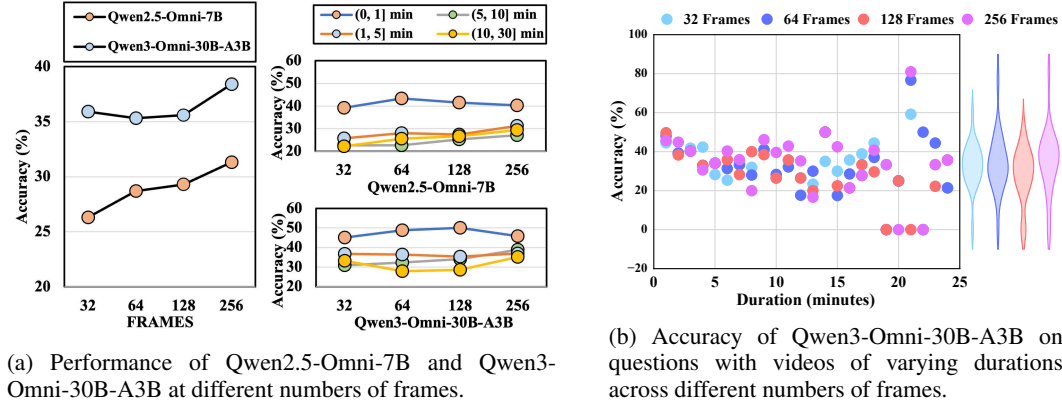 Qwen2.5-Omni-7B
Qwen3-Omni-30B-A3B
40
35
30
25
20
Accuracy (%)
32 64 128 256
FRAMES
(0, 1] min (5, 10] min
(1, 5] min (10, 30] min
60
50
40
30
20
Accuracy (%)
32 64 128 256
Qwen2.5-Omni-7B
60
50
40
30
20
Accuracy (%)
32 64 128 256
Qwen3-Omni-30B-A3B
(a) Performance of Qwen2.5-Omni-7B and Qwen3-
Omni-30B-A3B at different numbers of frames.
32 Frames 64 Frames 128 Frames 256 Frames
100
80
60
40
20
0
−20
Accuracy (%)
0 5 10 15 20 25
Duration (minutes)
(b) Accuracy of Qwen3-Omni-30B-A3B on
questions with videos of varying durations
across different numbers of frames.